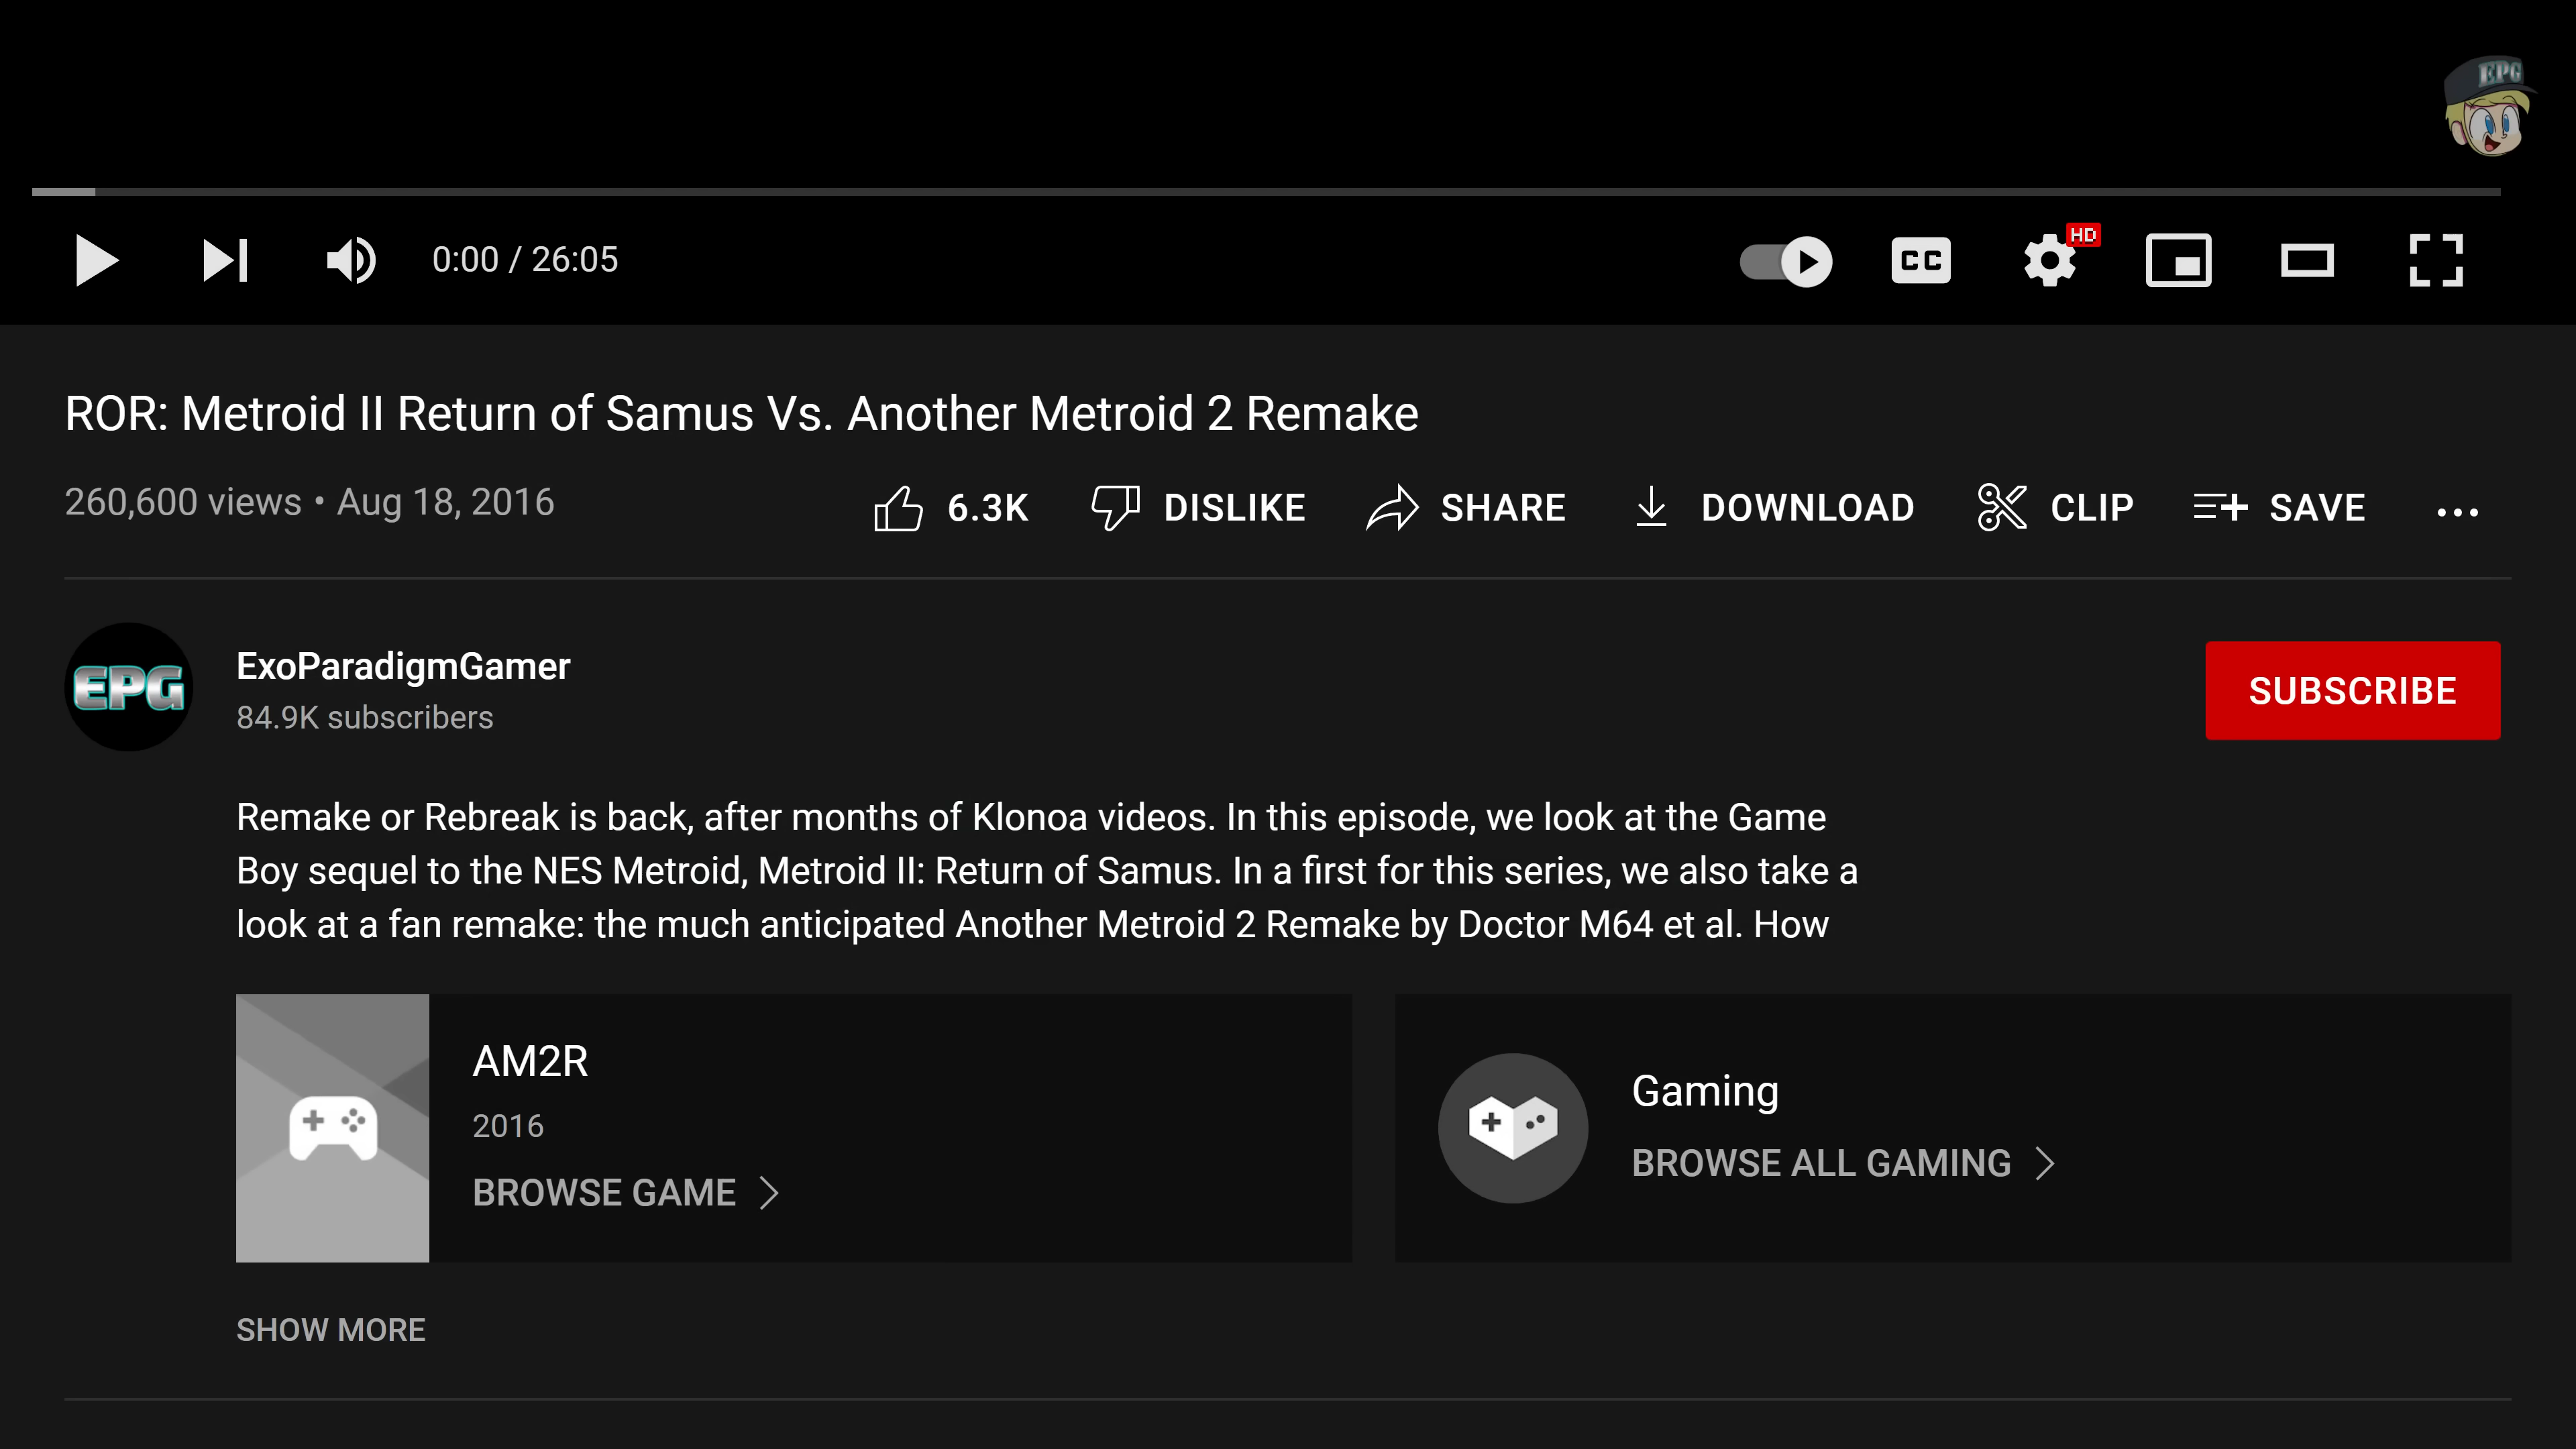 EPG
0:00 / 26:05
CC
HD
ROR: Metroid II Return of Samus Vs. Another Metroid 2 Remake
260,600 views • Aug 18, 2016
6.3K DISLIKE SHARE DOWNLOAD CLIP SAVE ...
EPG
ExoParadigmGamer
84.9K subscribers
SUBSCRIBE
Remake or Rebreak is back, after months of Klonoa videos. In this episode, we look at the Game
Boy sequel to the NES Metroid, Metroid II: Return of Samus. In a first for this series, we also take a
look at a fan remake: the much anticipated Another Metroid 2 Remake by Doctor M64 et al. How
AM2R
2016
BROWSE GAME
Gaming
BROWSE ALL GAMING
SHOW MORE